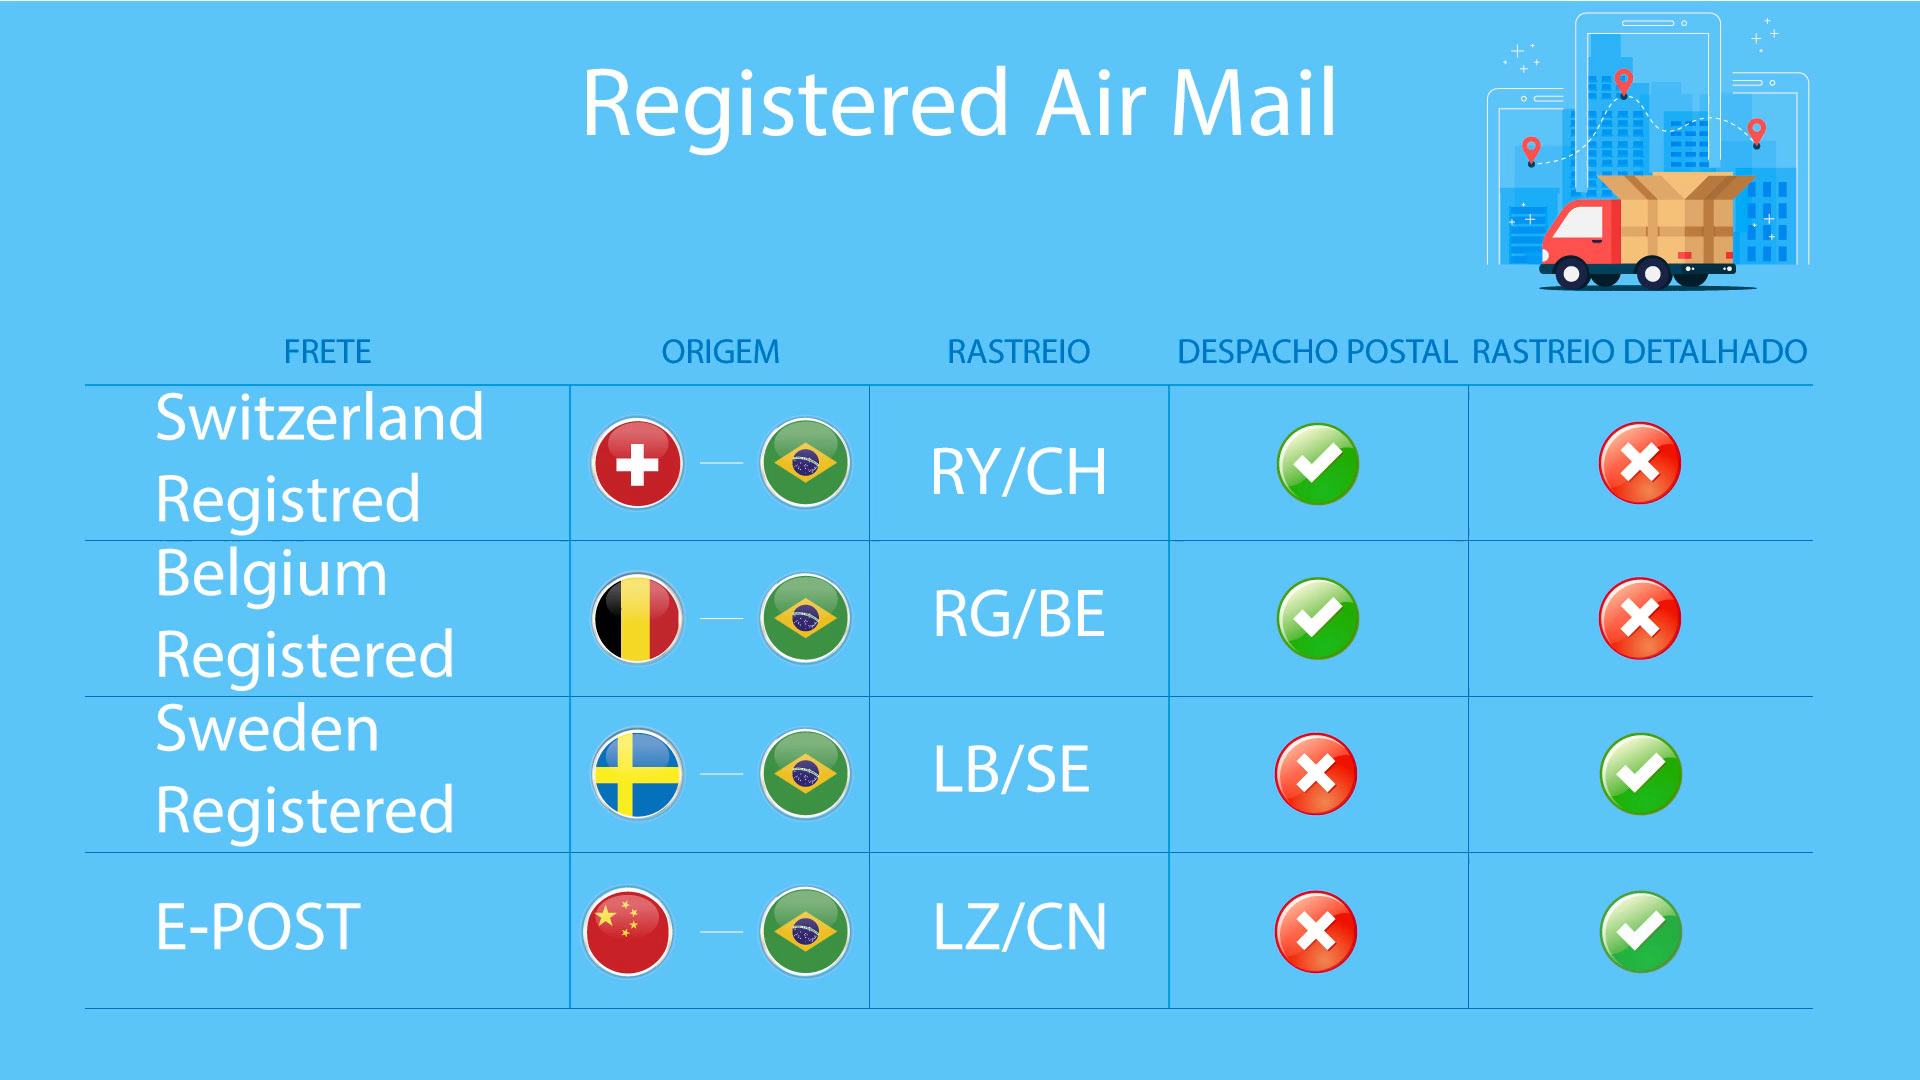 Registered Air Mail
FRETE ORIGEM RASTREIO DESPACHO POSTAL RASTREIO DETALHADO
Switzerland
Registred
RY/CH
Belgium
Registered
RG/BE
Sweden
Registered
LB/SE
E-POST LZ/CN